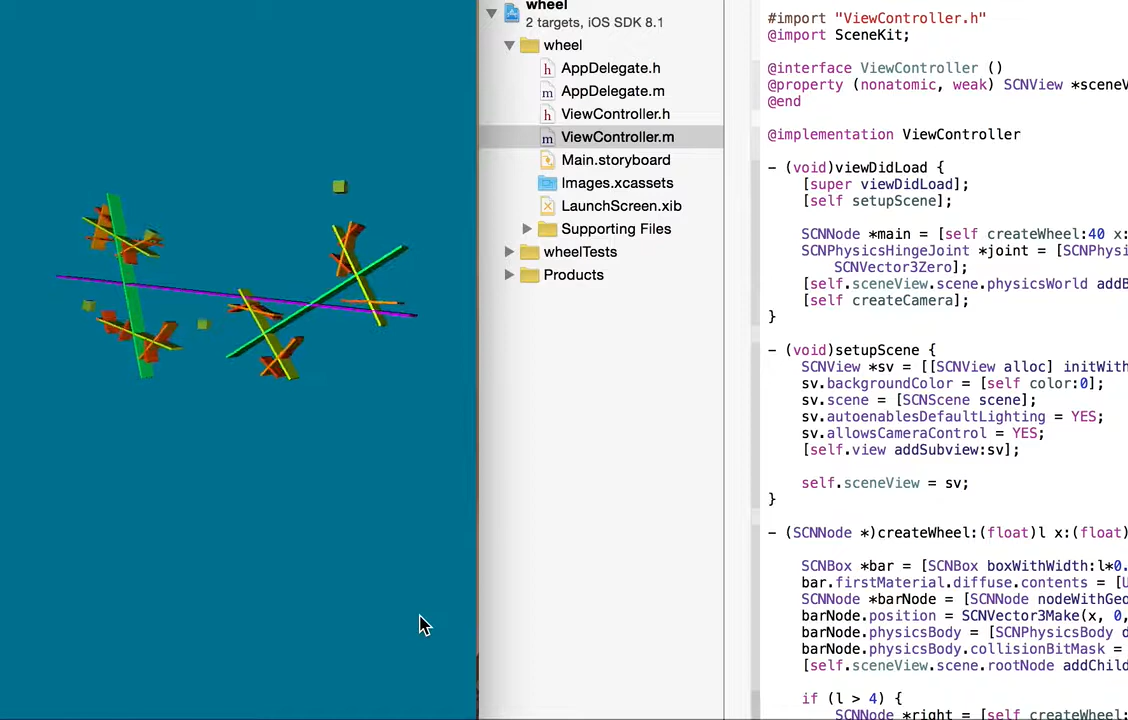 wheel
2 targets, iOS SDK 8.1
wheel
h AppDelegate.h
m AppDelegate.m
h ViewController.h
m ViewController.m
Main.storyboard
Images.xcassets
LaunchScreen.xib
Supporting Files
wheelTests
Products
#import "ViewController.h"
@import SceneKit;
@interface ViewController ()
@property (nonatomic, weak) SCNView *sceneV
@end
@implementation ViewController
- (void)viewDidLoad {
[super viewDidLoad];
[self setupScene];
SCNNode *main = [self createWheel:40 x:
SCNPhysicsHingeJoint *joint = [SCNPhysi
SCNVector3Zero];
[self.sceneView.scene.physicsWorld addB
[self createCamera];
}
- (void)setupScene {
SCNView *sv = [[SCNView alloc] initWith
sv.backgroundColor = [self color:0];
sv.scene = [SCNScene scene];
sv.autoenablesDefaultLighting = YES;
sv.allowsCameraControl = YES;
[self.view addSubview:sv];
self.sceneView = sv;
}
- (SCNNode *)createWheel:(float)l x:(float)
SCNBox *bar = [SCNBox boxWithWidth:l*0.
bar.firstMaterial.diffuse.contents = [U
SCNNode *barNode = [SCNNode nodeWithGeo
barNode.position = SCNVector3Make(x, 0,
barNode.physicsBody = [SCNPhysicsBody d
barNode.physicsBody.collisionBitMask =
[self.sceneView.scene.rootNode addChild
if (l > 4) {
SCNNode *right = [self createWheel: